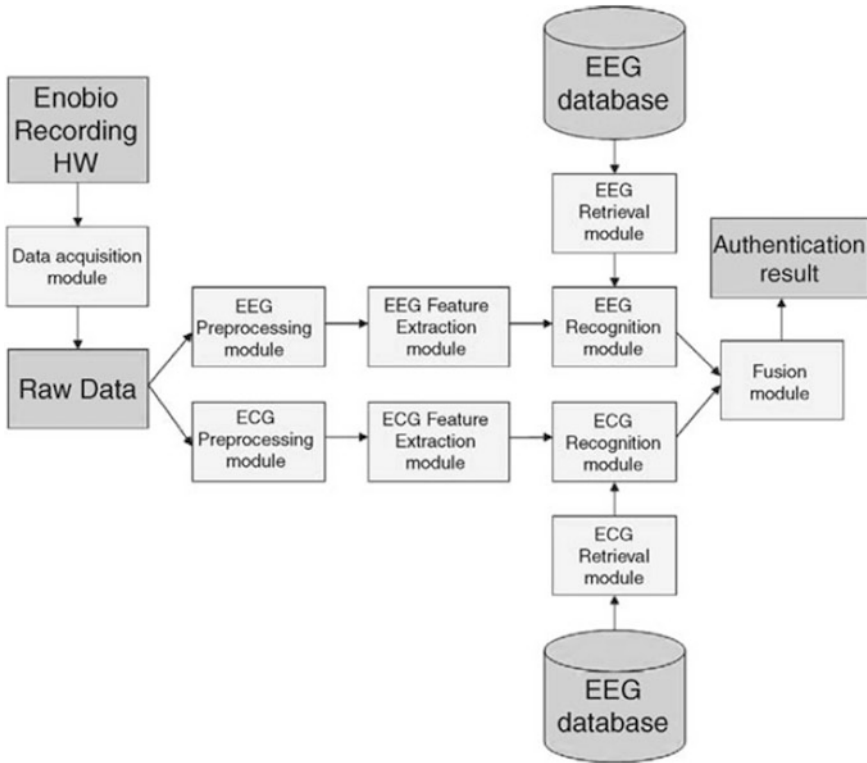 Enobio
Recording
HW
Data acquisition
module
Raw Data
EEG
Preprocessing
module
EEG Feature
Extraction
module
EEG
database
EEG
Retrieval
module
EEG
Recognition
module
ECG
Preprocessing
module
ECG Feature
Extraction
module
ECG
Recognition
module
ECG
Retrieval
module
EEG
database
Fusion
module
Authentication
result